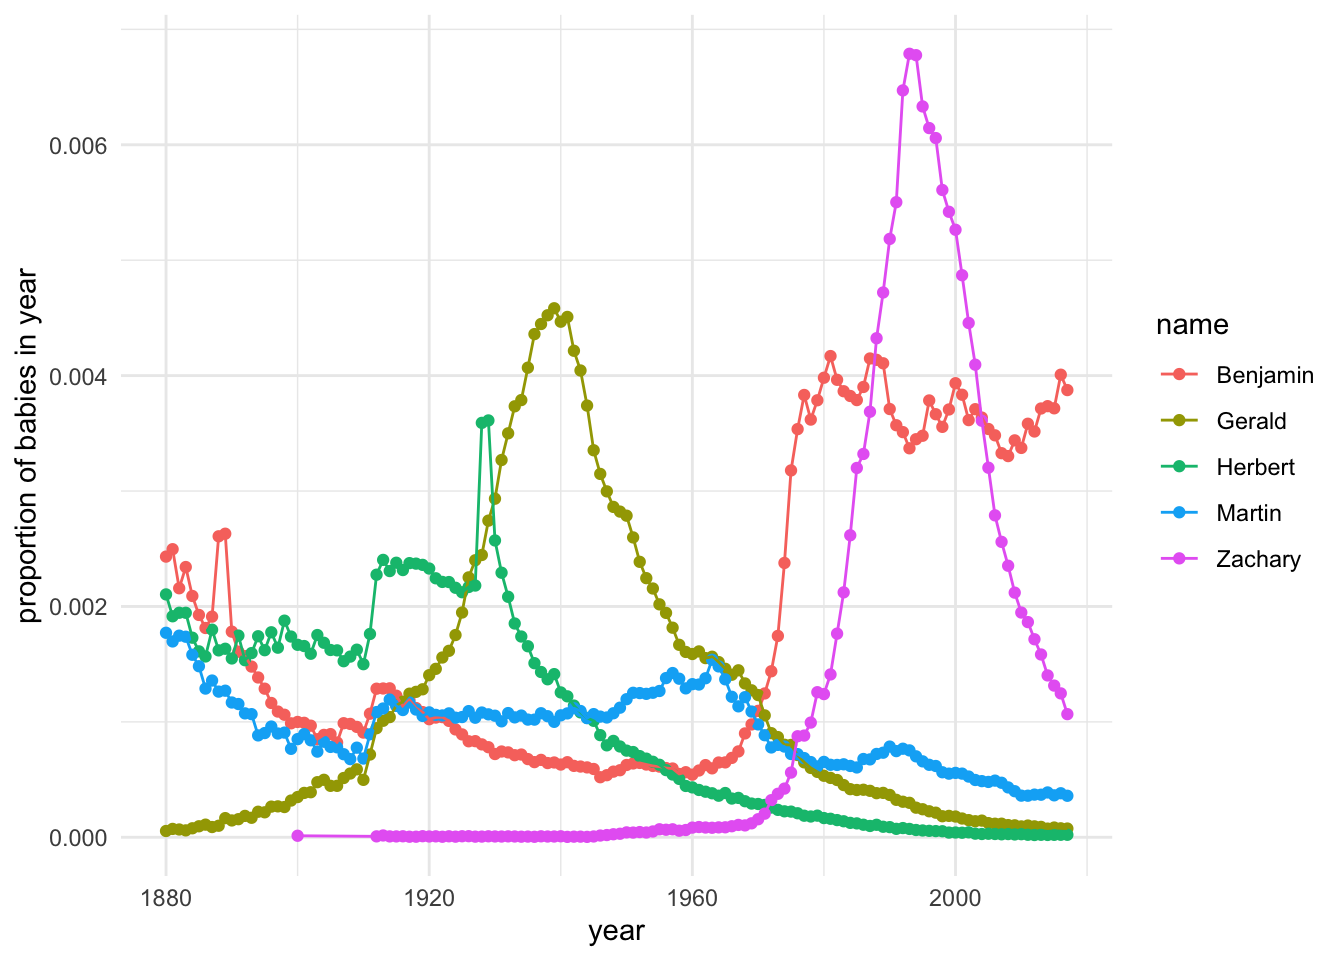 proportion of babies in year
0.006
0.004
0.002
0.000
1880
1920
1960
2000
year
name
Benjamin
Gerald
Herbert
Martin
Zachary